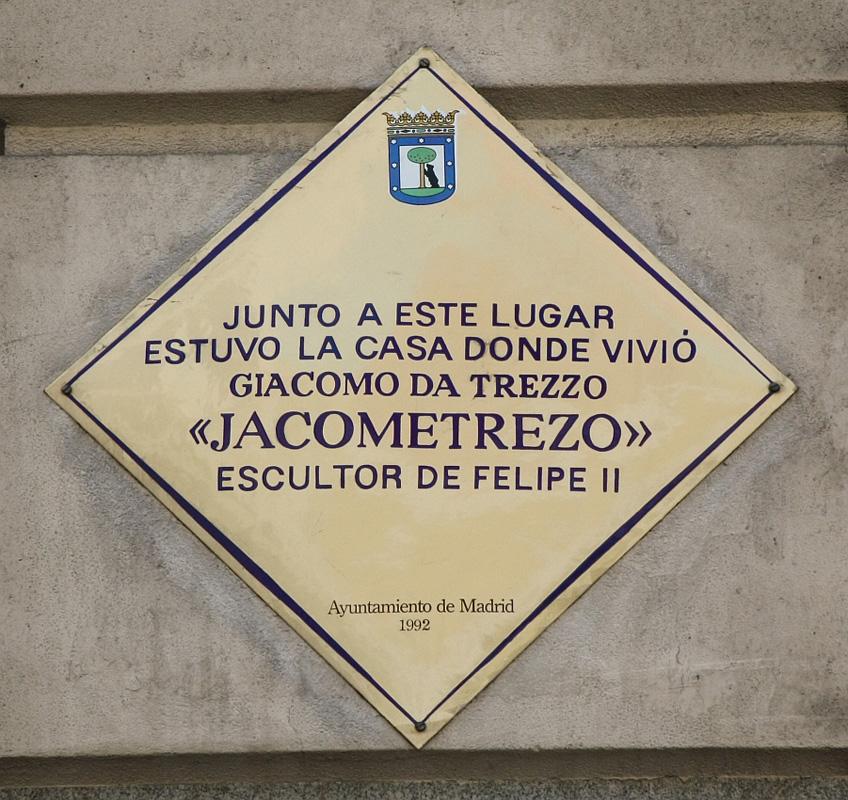 JUNTO A ESTE LUGAR
ESTUVO LA CASA DONDE VIVIÓ
GIACOMO DA TREZZO
«JACOMETREZO»
ESCULTOR DE FELIPE II
Ayuntamiento de Madrid
1992